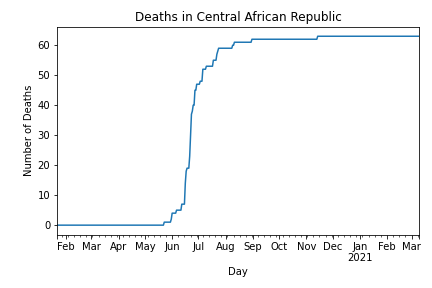 Deaths in Central African Republic
Number of Deaths
60
50
40
30
20
10
0
Feb Mar Apr May Jun Jul Aug Sep Oct Nov Dec Jan Feb Mar
2021
Day